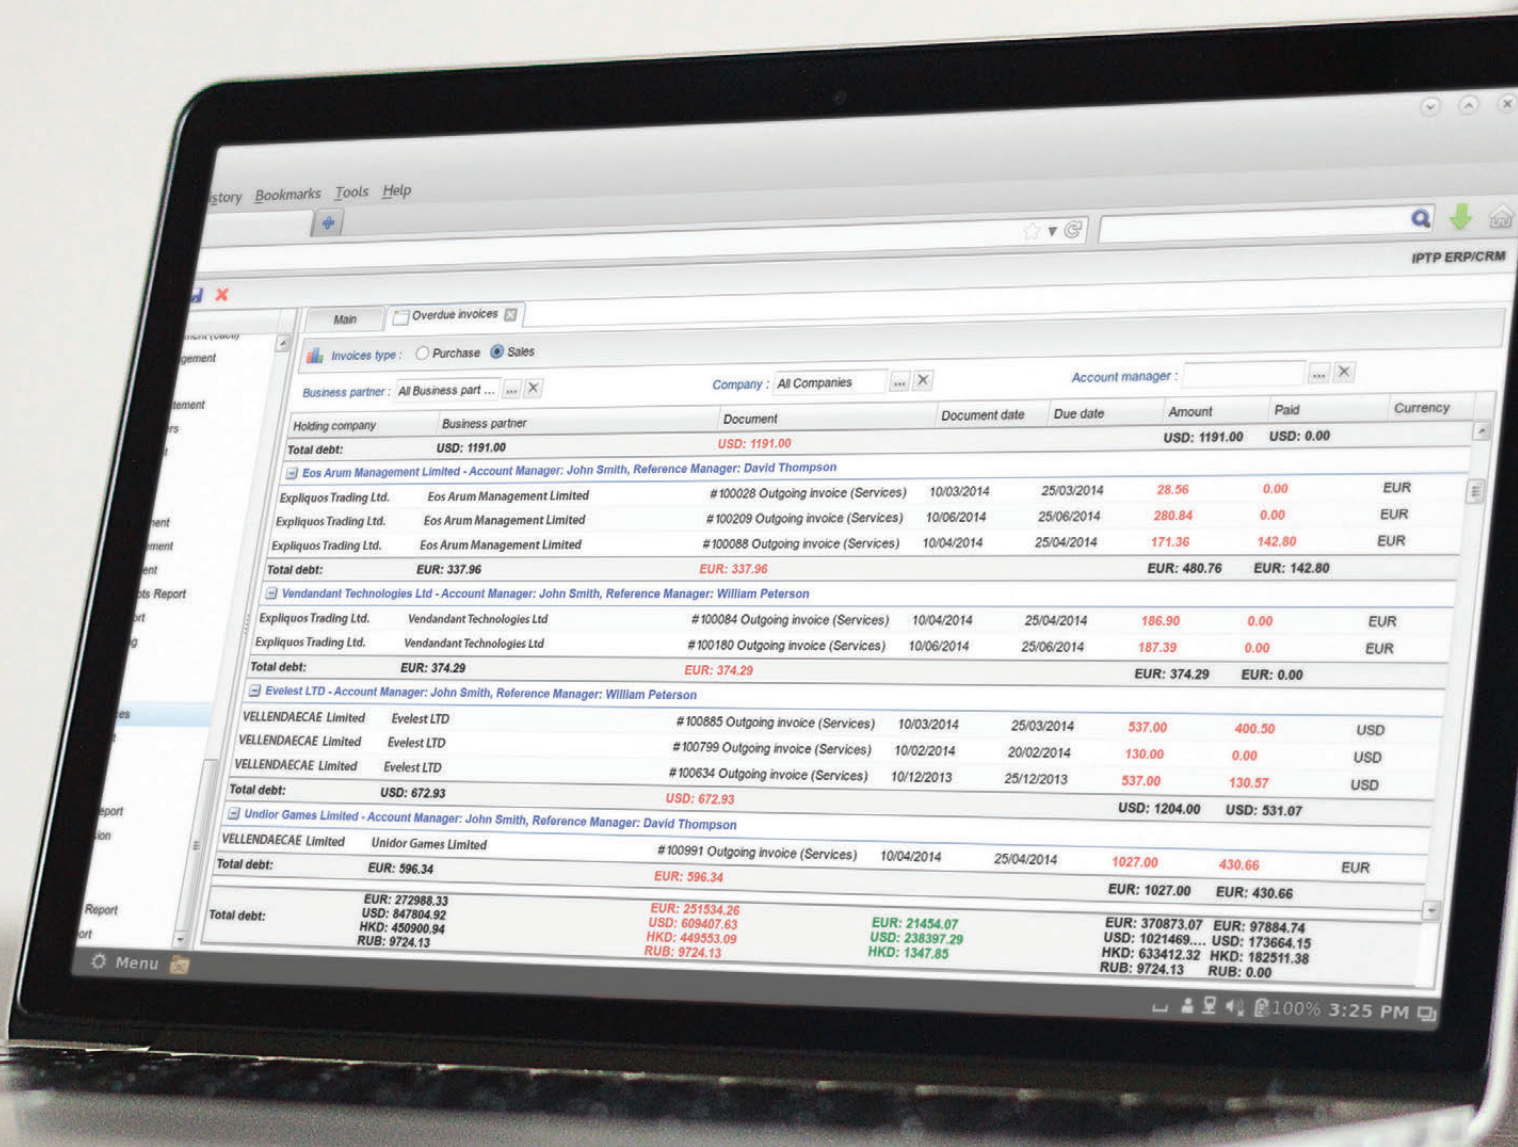 istory Bookmarks Tools Help
IPTP ERP/CRM
Main Overdue invoices
Invoices type : Purchase Sales
Business partner : All Business part ... ... Company : All Companies ... Account manager : ...
Holding company Business partner Document Document date Due date Amount Paid Currency
Total debt: USD: 1191.00 USD: 1191.00 USD: 1191.00 USD: 0.00
Eos Arum Management Limited - Account Manager: John Smith, Reference Manager: David Thompson
Expliquos Trading Ltd. Eos Arum Management Limited #100028 Outgoing invoice (Services) 10/03/2014 25/03/2014 28.56 0.00 EUR
Expliquos Trading Ltd. Eos Arum Management Limited #100209 Outgoing invoice (Services) 10/06/2014 25/06/2014 280.84 0.00 EUR
Expliquos Trading Ltd. Eos Arum Management Limited #100088 Outgoing invoice (Services) 10/04/2014 25/04/2014 171.36 142.80 EUR
Total debt: EUR: 337.96 EUR: 337.96 EUR: 480.76 EUR: 142.80
Vendandant Technologies Ltd - Account Manager: John Smith, Reference Manager: William Peterson
Expliquos Trading Ltd. Vendandant Technologies Ltd #100084 Outgoing invoice (Services) 10/04/2014 25/04/2014 186.90 0.00 EUR
Expliquos Trading Ltd. Vendandant Technologies Ltd #100180 Outgoing invoice (Services) 10/06/2014 25/06/2014 187.39 0.00 EUR
Total debt: EUR: 374.29 EUR: 374.29 EUR: 374.29 EUR: 0.00
Evelest LTD - Account Manager: John Smith, Reference Manager: William Peterson
VELLENDAECAE Limited Evelest LTD #100885 Outgoing invoice (Services) 10/03/2014 25/03/2014 537.00 400.50 USD
VELLENDAECAE Limited Evelest LTD #100799 Outgoing invoice (Services) 10/02/2014 20/02/2014 130.00 0.00 USD
VELLENDAECAE Limited Evelest LTD #100634 Outgoing invoice (Services) 10/12/2013 25/12/2013 537.00 130.57 USD
Total debt: USD: 672.93 USD: 672.93 USD: 1204.00 USD: 531.07
Undior Games Limited - Account Manager: John Smith, Reference Manager: David Thompson
VELLENDAECAE Limited Unidor Games Limited #100991 Outgoing invoice (Services) 10/04/2014 25/04/2014 1027.00 430.66 EUR
Total debt: EUR: 596.34 EUR: 596.34 EUR: 1027.00 EUR: 430.66
EUR: 272988.33 EUR: 251534.26 EUR: 21454.07 EUR: 370873.07 EUR: 97884.74
Total debt: USD: 847804.92 USD: 609407.63 USD: 238397.29 USD: 1021469.... USD: 173664.15
HKD: 450900.94 HKD: 449553.09 HKD: 1347.85 HKD: 633412.32 HKD: 182511.38
RUB: 9724.13 RUB: 9724.13 RUB: 9724.13 RUB: 0.00
gement
tement
rs
t
nent
ement
ent
ots Report
ort
g
es
t
eport
ion
Report
ort
Menu
100% 3:25 PM